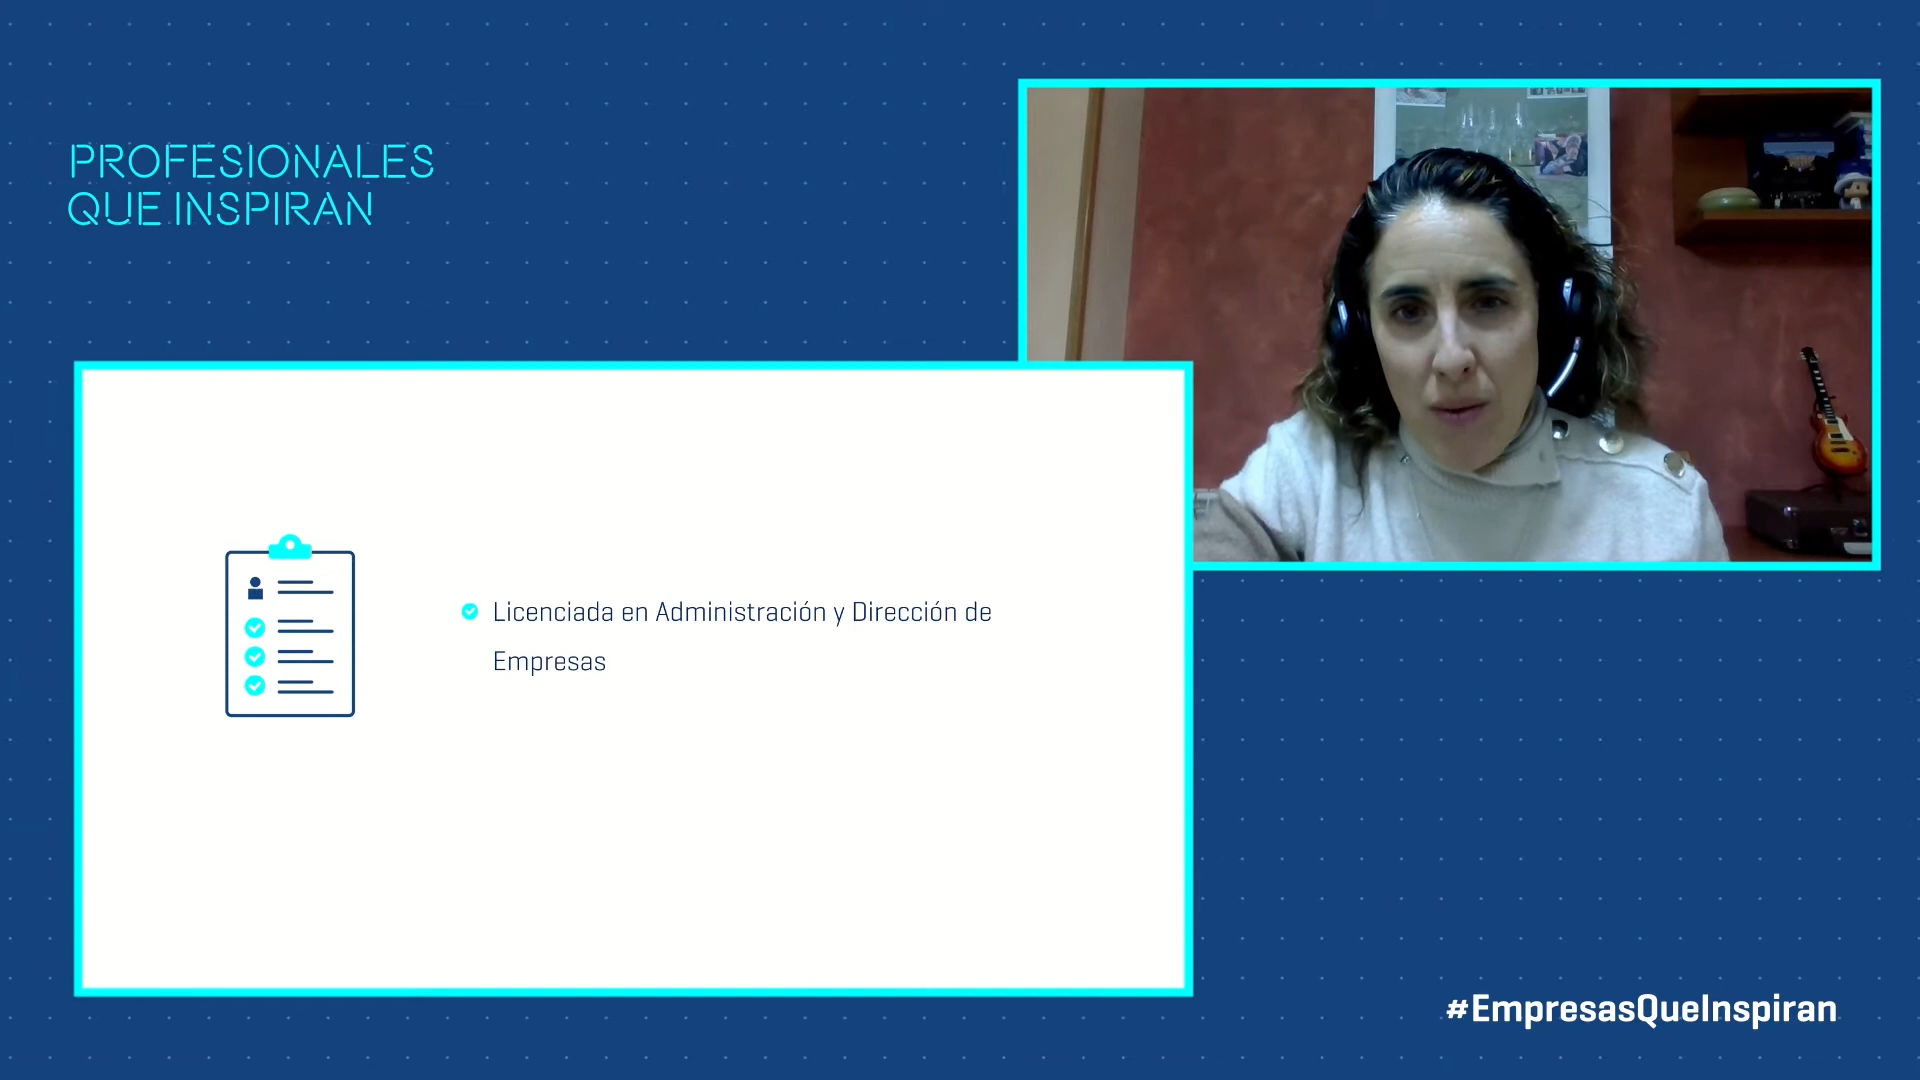 PROFESIONALES
QUE INSPIRAN
Licenciada en Administración y Dirección de
Empresas
#EmpresasQueInspiran